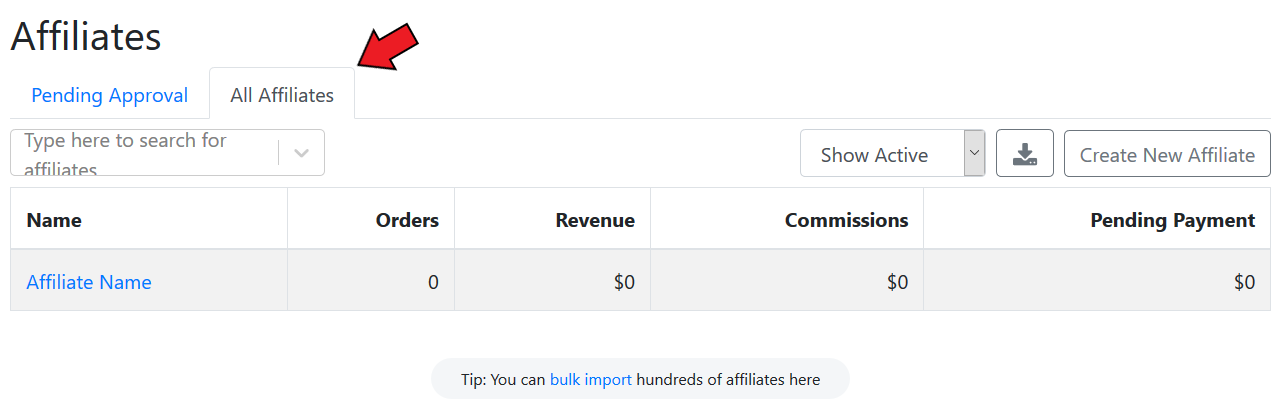 Affiliates
Pending Approval
All Affiliates
Type here to search for
affiliates
Show Active
Create New Affiliate
Name Orders Revenue Commissions Pending Payment
Affiliate Name 0 $0 $0 $0
Tip: You can bulk import hundreds of affiliates here